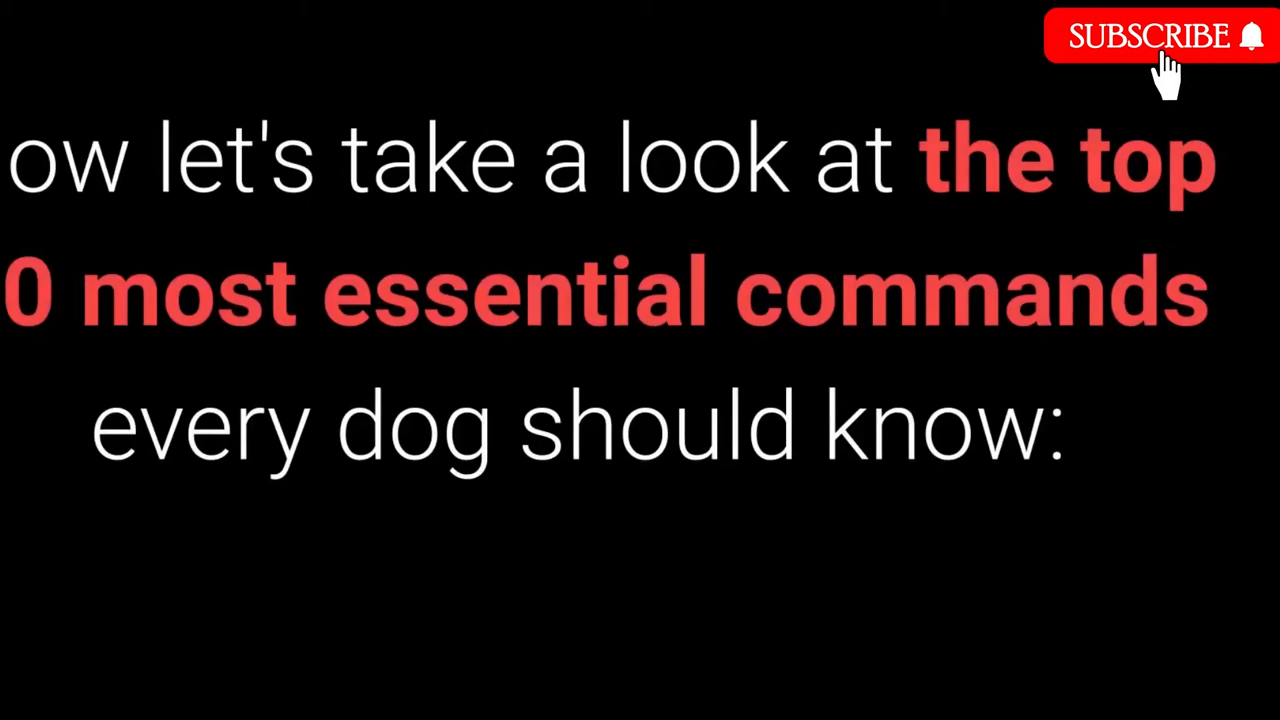 SUBSCRIBE
ow let's take a look at the top
0 most essential commands
every dog should know: